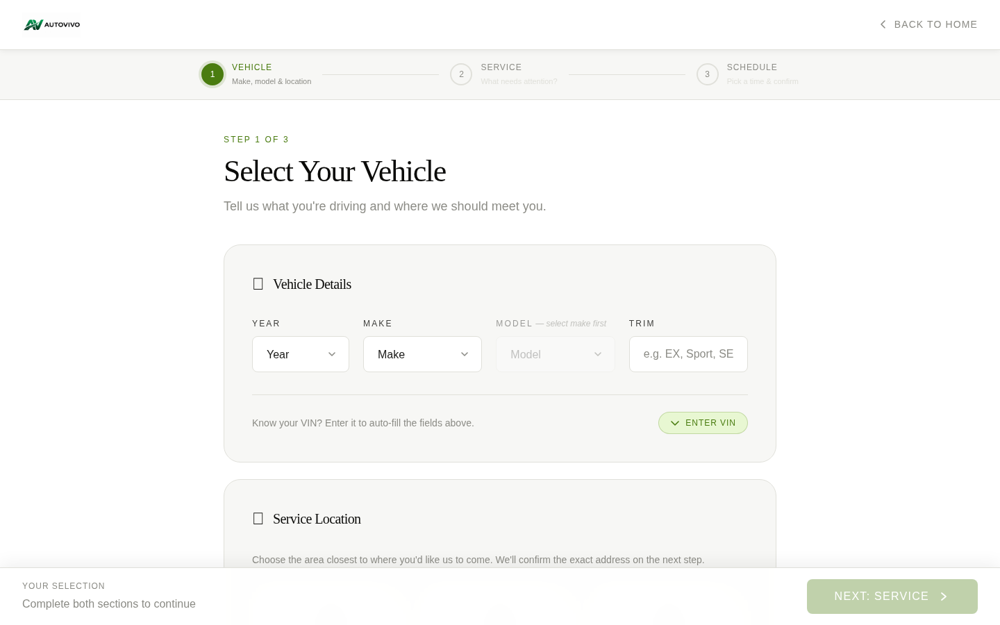 AUTOVIVO
BACK TO HOME
1
VEHICLE
Make, model & location
2
SERVICE
What needs attention?
3
SCHEDULE
Pick a time & confirm
STEP 1 OF 3
Select Your Vehicle
Tell us what you're driving and where we should meet you.
Vehicle Details
YEAR
MAKE
MODEL — select make first
TRIM
Year
Make
Model
e.g. EX, Sport, SE
Know your VIN? Enter it to auto-fill the fields above.
ENTER VIN
Service Location
Choose the area closest to where you'd like us to come. We'll confirm the exact address on the next step.
YOUR SELECTION
Complete both sections to continue
NEXT: SERVICE